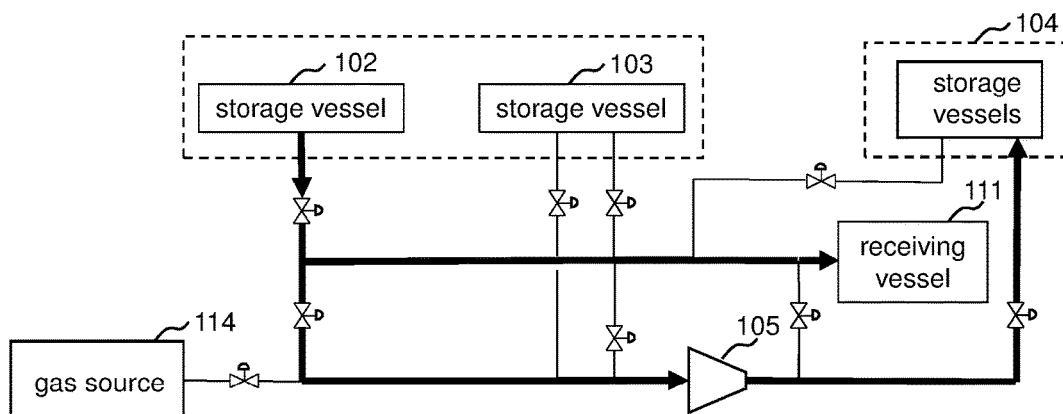 102
storage vessel
103
storage vessel
104
storage
vessels
111
receiving
vessel
114
gas source
105